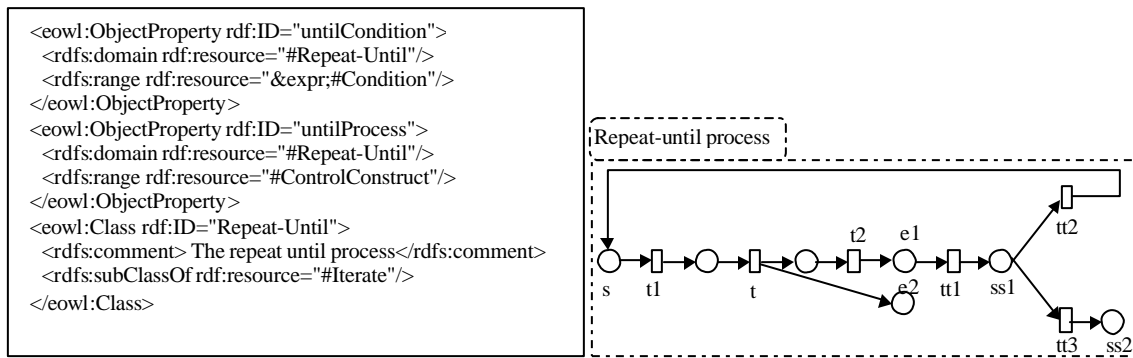 <eowl:ObjectProperty rdf:ID="untilCondition">
<rdfs:domain rdf:resource="#Repeat-Until"/>
<rdfs:range rdf:resource="&expr;#Condition"/>
</eowl:ObjectProperty>
<eowl:ObjectProperty rdf:ID="untilProcess">
<rdfs:domain rdf:resource="#Repeat-Until"/>
<rdfs:range rdf:resource="#ControlConstruct"/>
</eowl:ObjectProperty>
<eowl:Class rdf:ID="Repeat-Until">
<rdfs:comment> The repeat until process</rdfs:comment>
<rdfs:subClassOf rdf:resource="#Iterate"/>
</eowl:Class>
Repeat-until process
tt2
t2 e1
s t1 t e2 tt1 ss1
tt3 ss2